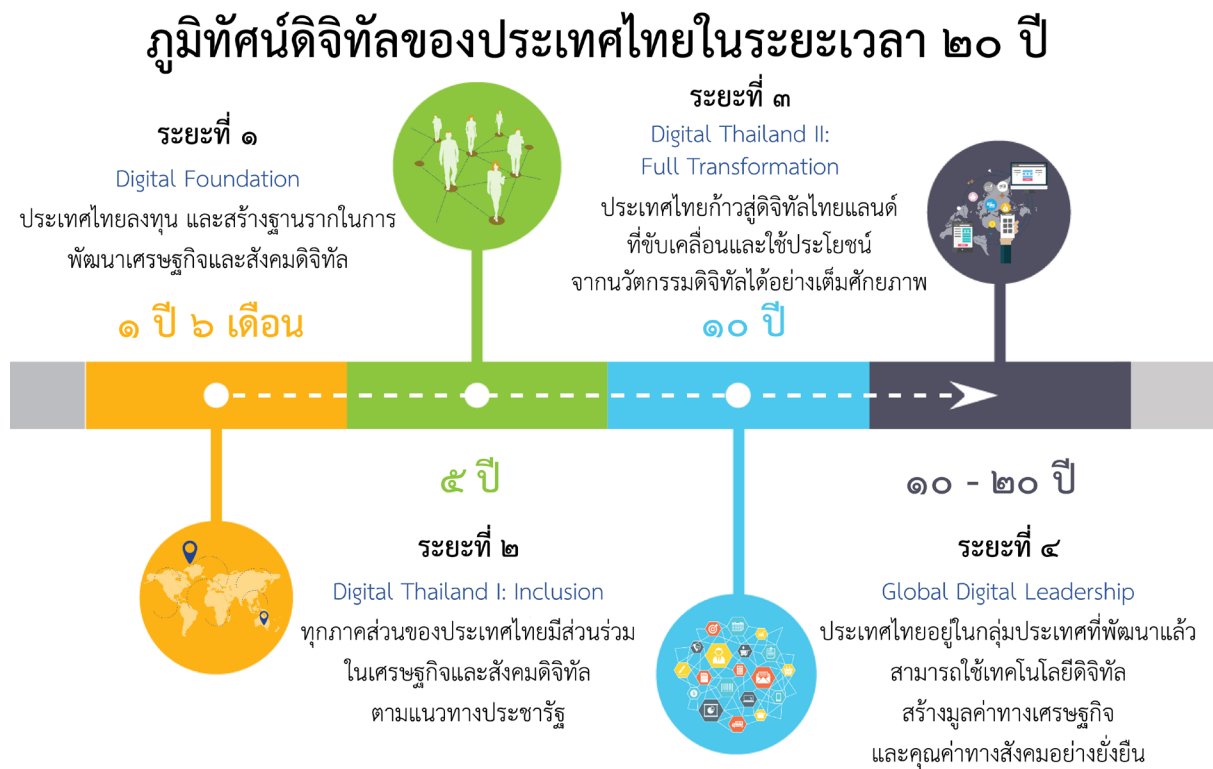 ภูมิทัศน์ดิจิทัลของประเทศไทยในระยะเวลา ๒๐ ปี
ระยะที่ ๑
Digital Foundation
ประเทศไทยลงทุน และสร้างฐานรากในการ
พัฒนาเศรษฐกิจและสังคมดิจิทัล
๑ ปี ๖ เดือน
๕ ปี
ระยะที่ ๒
Digital Thailand I: Inclusion
ทุกภาคส่วนของประเทศไทยมีส่วนร่วม
ในเศรษฐกิจและสังคมดิจิทัล
ตามแนวทางประชารัฐ
ระยะที่ ๓
Digital Thailand II:
Full Transformation
ประเทศไทยก้าวสู่ดิจิทัลไทยแลนด์
ที่ขับเคลื่อนและใช้ประโยชน์
จากนวัตกรรมดิจิทัลได้อย่างเต็มศักยภาพ
๑๐ ปี
๑๐ - ๒๐ ปี
ระยะที่ ๔
Global Digital Leadership
ประเทศไทยอยู่ในกลุ่มประเทศที่พัฒนาแล้ว
สามารถใช้เทคโนโลยีดิจิทัล
สร้างมูลค่าทางเศรษฐกิจ
และคุณค่าทางสังคมอย่างยั่งยืน